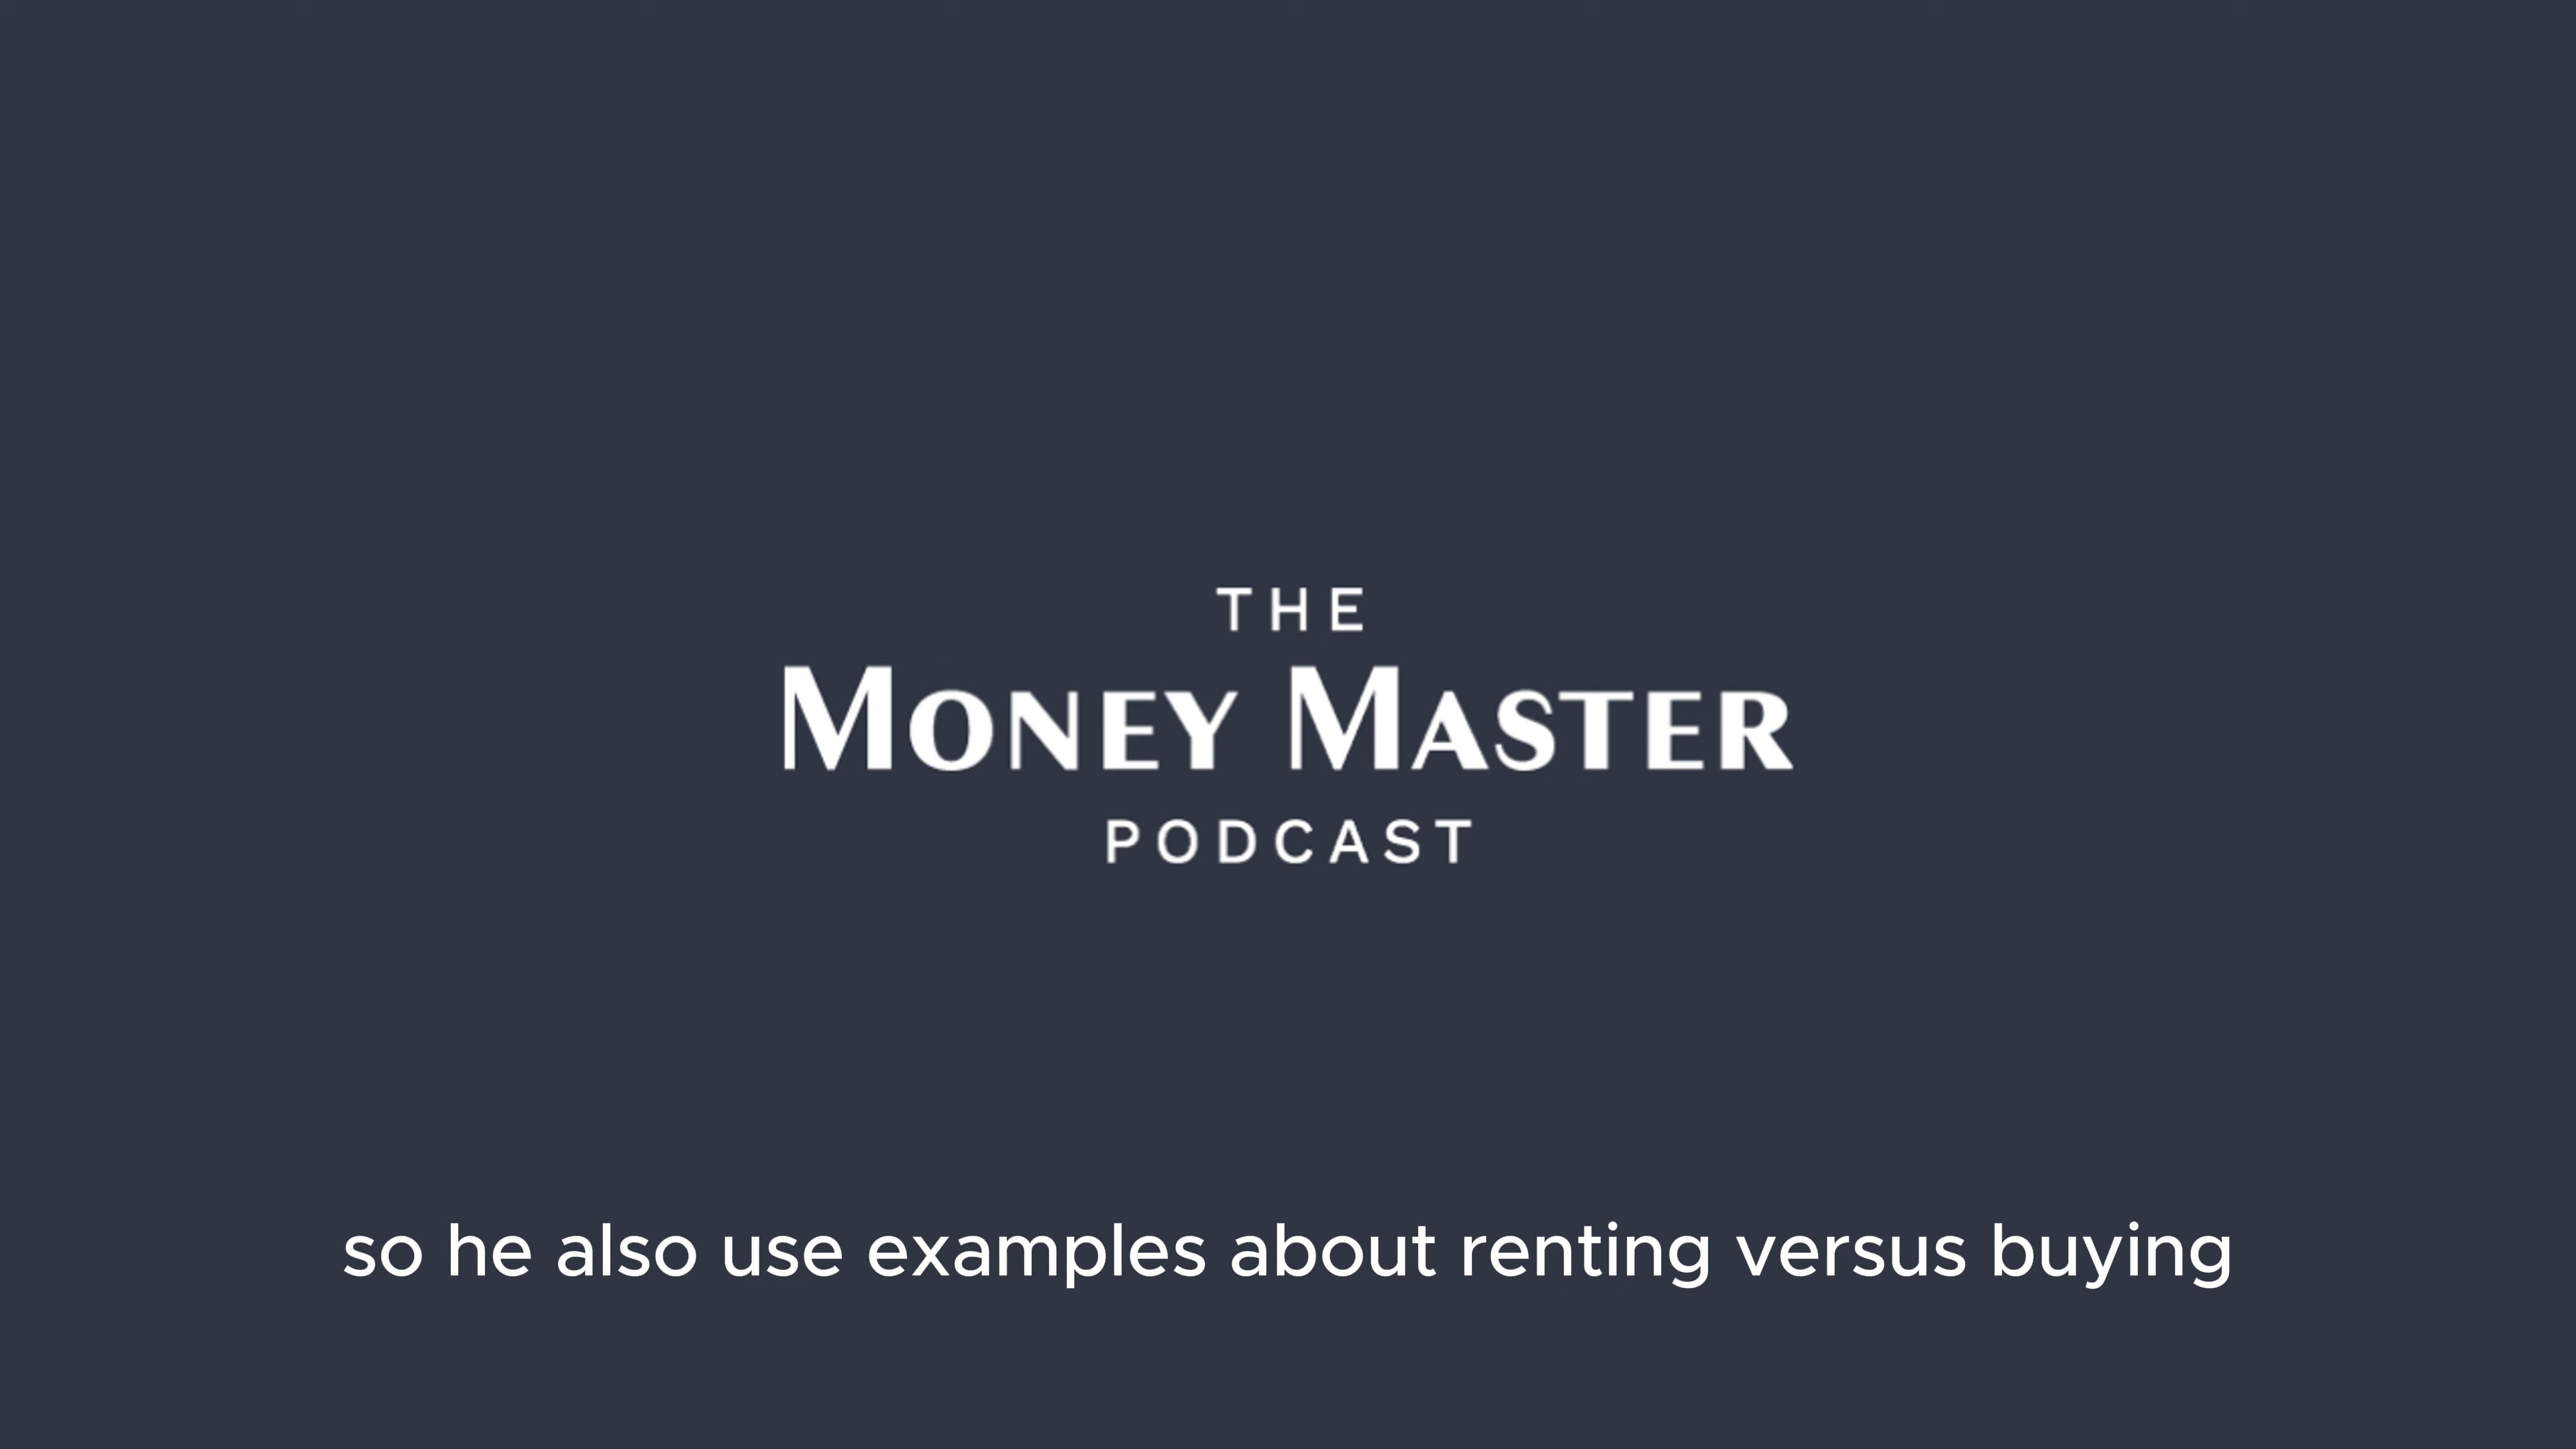 THE
MONEY MASTER
PODCAST
so he also use examples about renting versus buying